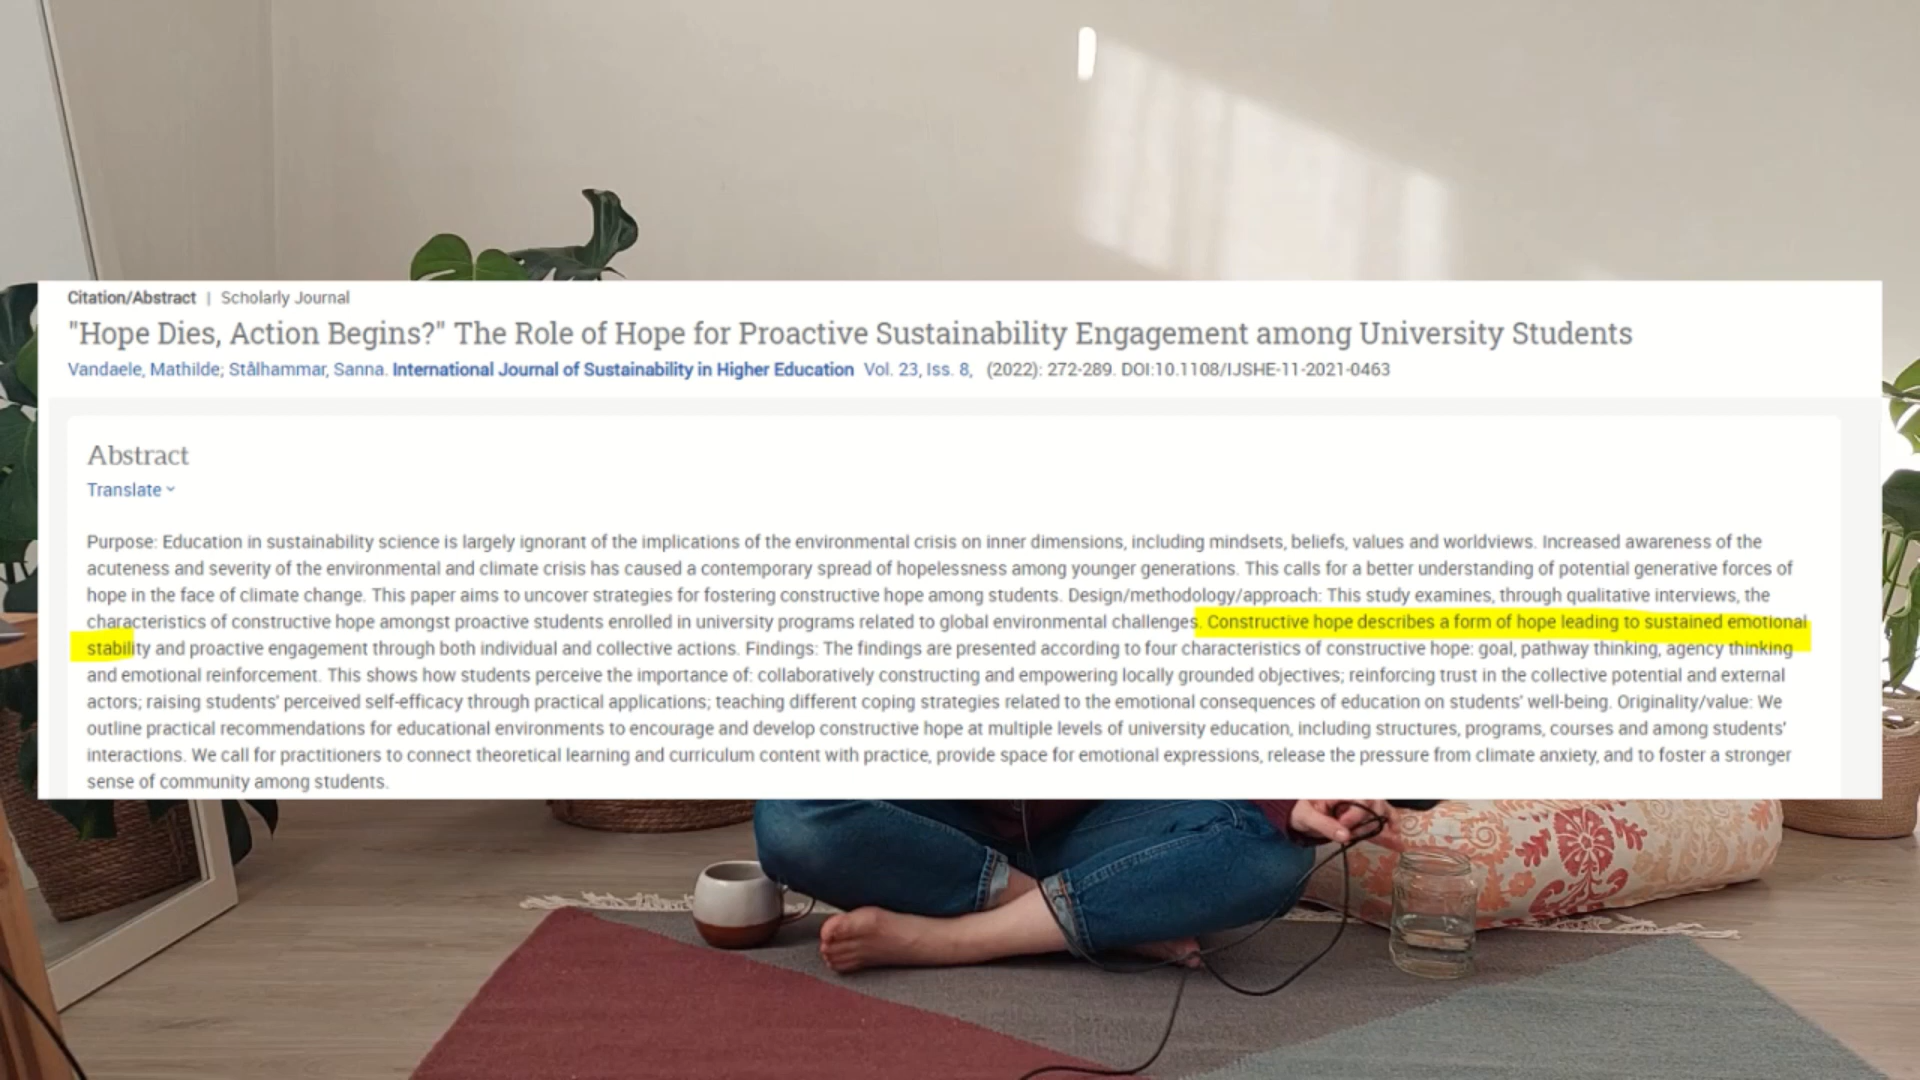 Citation/Abstract | Scholarly Journal
"Hope Dies, Action Begins?" The Role of Hope for Proactive Sustainability Engagement among University Students
Vandaele, Mathilde; Stålhammar, Sanna. International Journal of Sustainability in Higher Education Vol. 23, Iss. 8, (2022): 272-289. DOI:10.1108/IJSHE-11-2021-0463
Abstract
Translate
Purpose: Education in sustainability science is largely ignorant of the implications of the environmental crisis on inner dimensions, including mindsets, beliefs, values and worldviews. Increased awareness of the
acuteness and severity of the environmental and climate crisis has caused a contemporary spread of hopelessness among younger generations. This calls for a better understanding of potential generative forces of
hope in the face of climate change. This paper aims to uncover strategies for fostering constructive hope among students. Design/methodology/approach: This study examines, through qualitative interviews, the
characteristics of constructive hope amongst proactive students enrolled in university programs related to global environmental challenges. Constructive hope describes a form of hope leading to sustained emotional
stability and proactive engagement through both individual and collective actions. Findings: The findings are presented according to four characteristics of constructive hope: goal, pathway thinking, agency thinking
and emotional reinforcement. This shows how students perceive the importance of: collaboratively constructing and empowering locally grounded objectives; reinforcing trust in the collective potential and external
actors; raising students' perceived self-efficacy through practical applications; teaching different coping strategies related to the emotional consequences of education on students' well-being. Originality/value: We
outline practical recommendations for educational environments to encourage and develop constructive hope at multiple levels of university education, including structures, programs, courses and among students'
interactions. We call for practitioners to connect theoretical learning and curriculum content with practice, provide space for emotional expressions, release the pressure from climate anxiety, and to foster a stronger
sense of community among students.